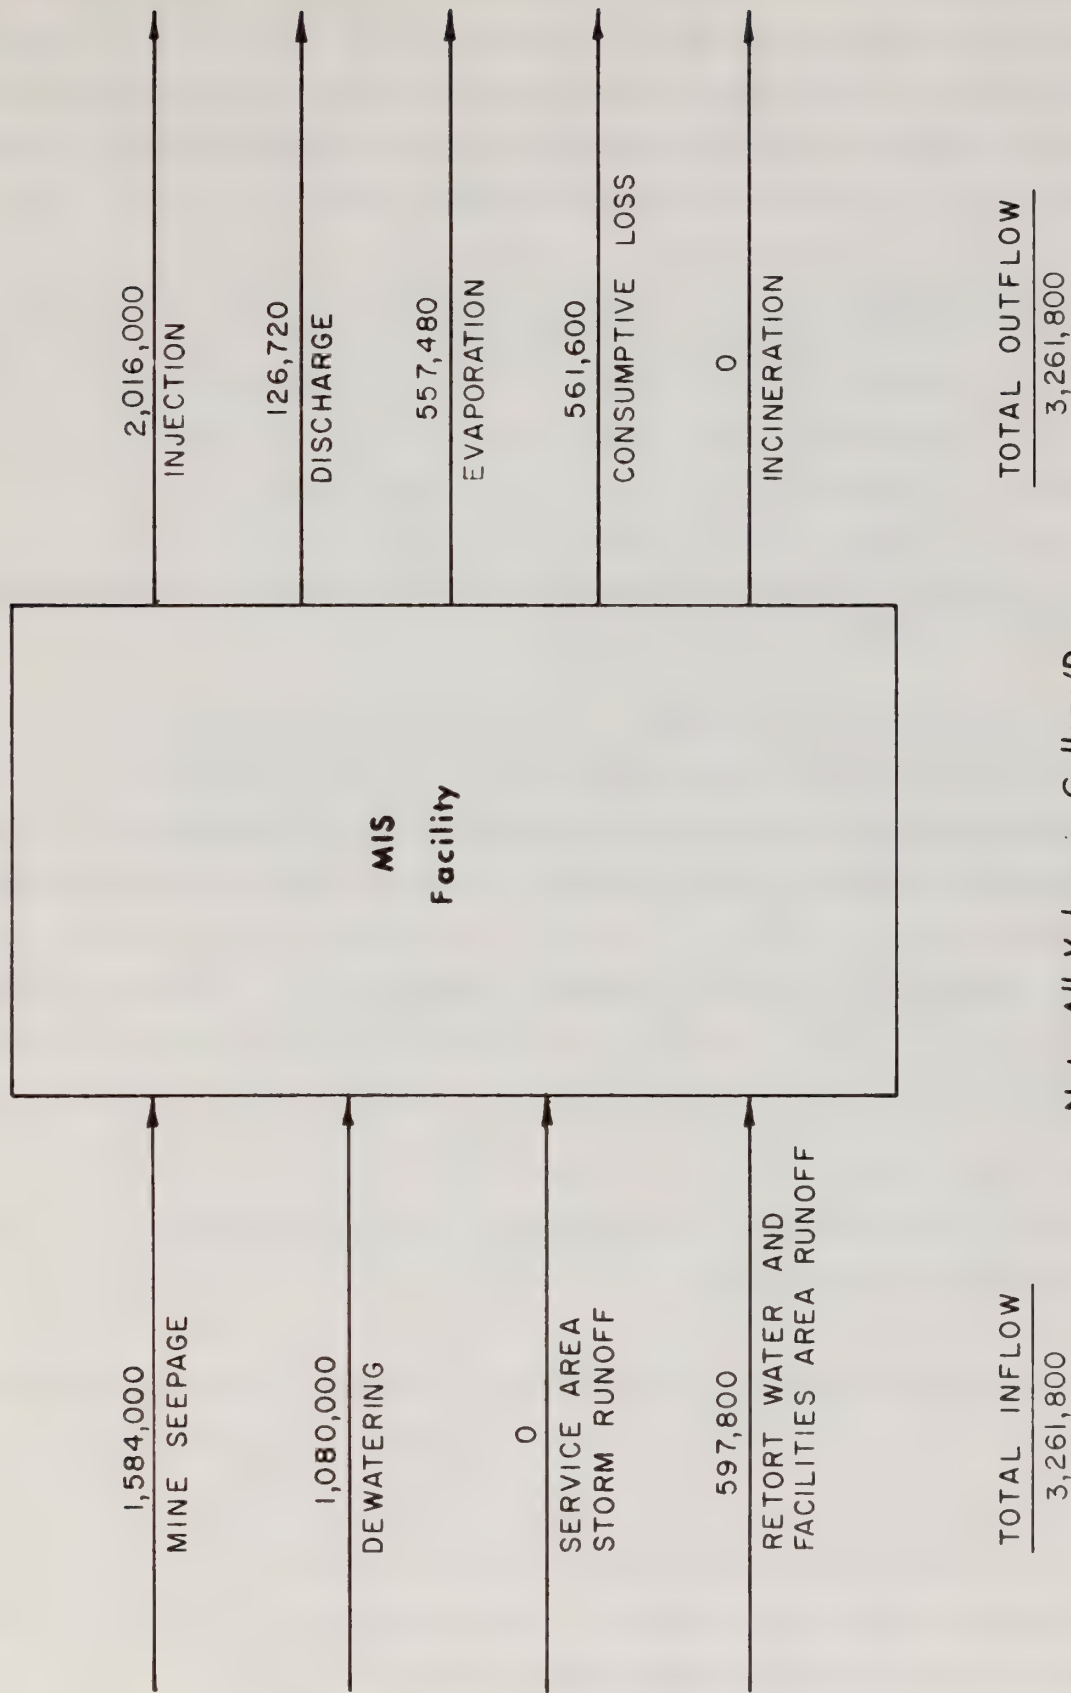 1,584,000
MINE SEEPAGE
1,080,000
DEWATERING
0
SERVICE AREA
STORM RUNOFF
597,800
RETORT WATER AND
FACILITIES AREA RUNOFF
TOTAL INFLOW
3,261,800
MIS
Facility
2,016,000
INJECTION
126,720
DISCHARGE
557,480
EVAPORATION
561,600
CONSUMPTIVE LOSS
0
INCINERATION
TOTAL OUTFLOW
3,261,800